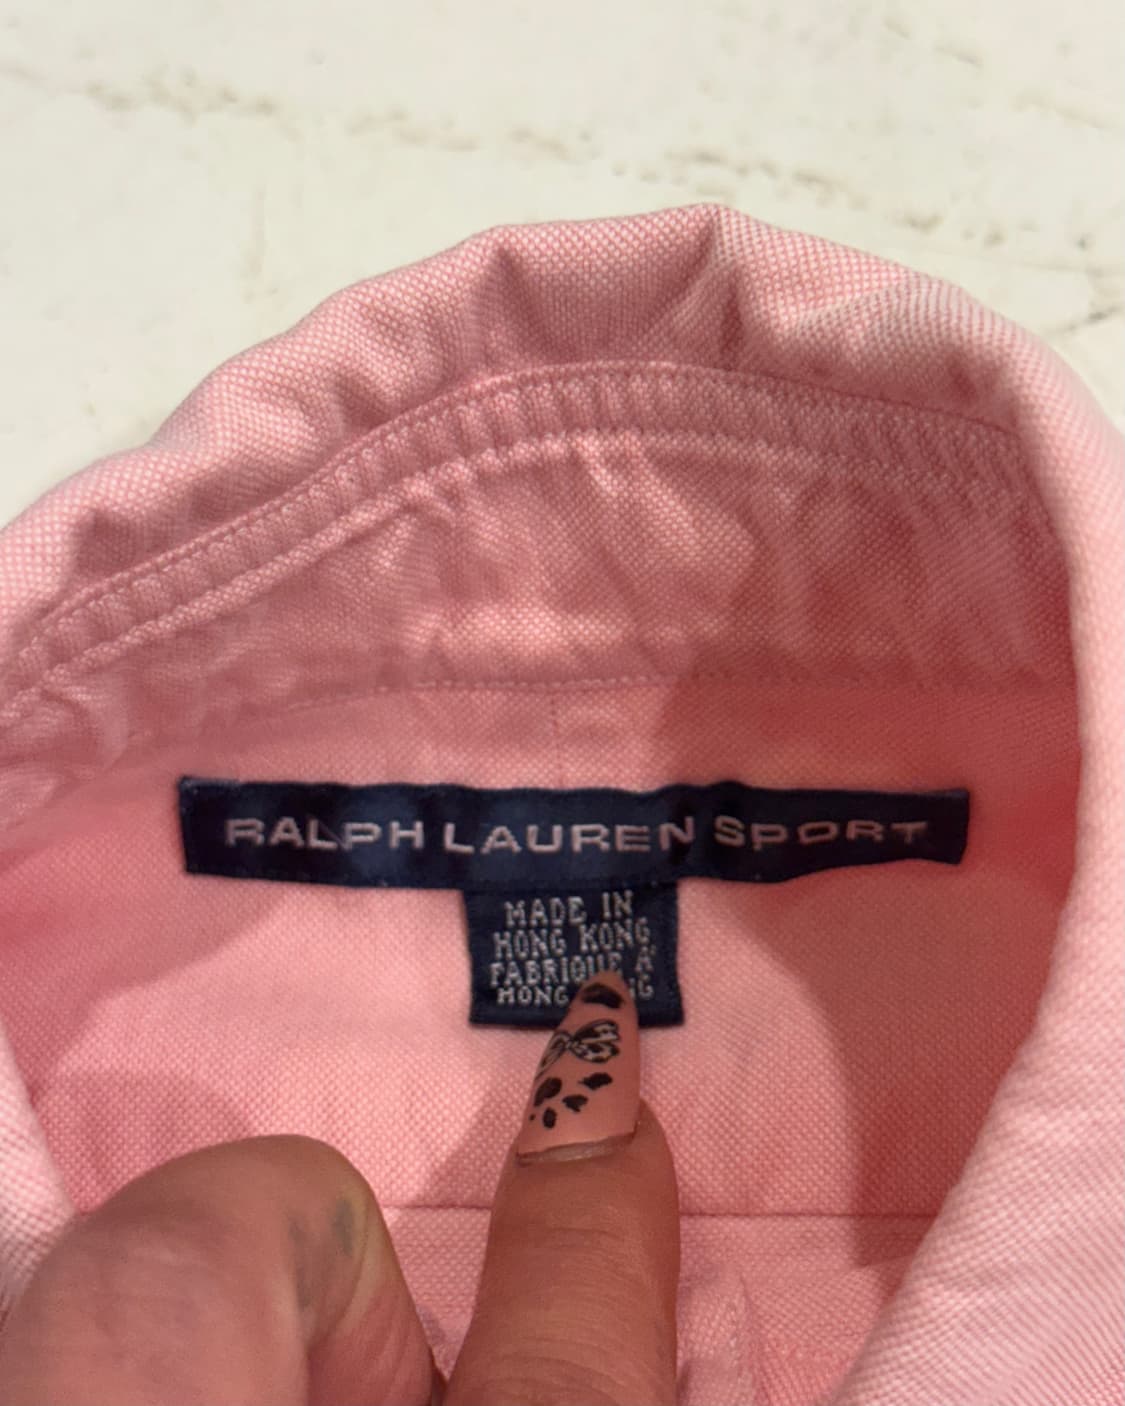 RALPH LAUREN SPORT
MADE IN
HONG KONG
FABRIQUE A
HONG